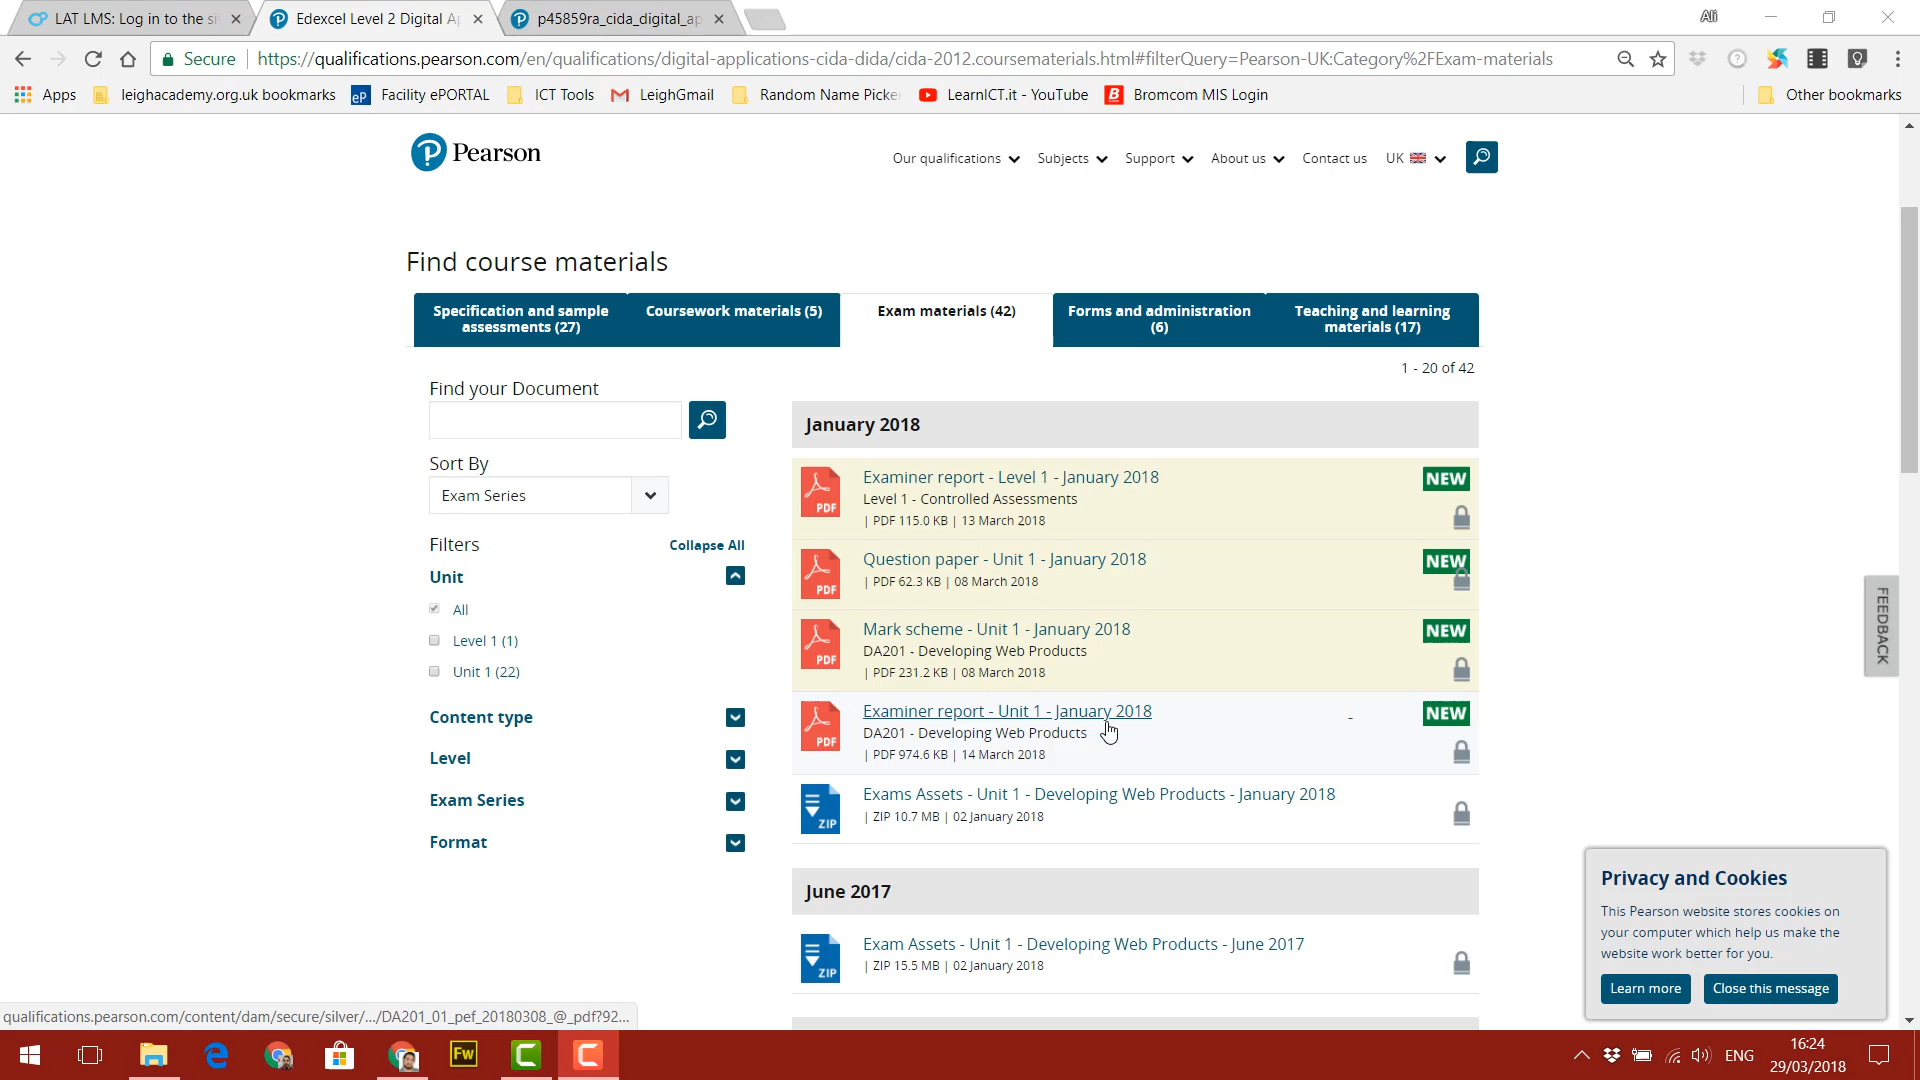 LAT LMS: Log in to the si
Edexcel Level 2 Digital Ap
p45859ra_cida_digital_ap
Ali
Secure
https://qualifications.pearson.com/en/qualifications/digital-applications-cida-dida/cida-2012.coursematerials.html#filterQuery=Pearson-UK:Category%2FExam-materials
Apps
leighacademy.org.uk bookmarks
eP
Facility ePORTAL
ICT Tools
LeighGmail
Random Name Picke
LearnICT.it - YouTube
B
Bromcom MIS Login
Other bookmarks
Pearson
Our qualifications
Subjects
Support
About us
Contact us
UK
Find course materials
Specification and sample
assessments (27)
Coursework materials (5)
Exam materials (42)
Forms and administration
(6)
Teaching and learning
materials (17)
1 - 20 of 42
Find your Document
Sort By
Exam Series
Filters
Collapse All
Unit
All
Level 1 (1)
Unit 1 (22)
Content type
Level
Exam Series
Format
January 2018
PDF
Examiner report - Level 1 - January 2018
NEW
Level 1 - Controlled Assessments
| PDF 115.0 KB | 13 March 2018
PDF
Question paper - Unit 1 - January 2018
NEW
| PDF 62.3 KB | 08 March 2018
PDF
Mark scheme - Unit 1 - January 2018
NEW
DA201 - Developing Web Products
| PDF 231.2 KB | 08 March 2018
PDF
Examiner report - Unit 1 - January 2018
-
NEW
DA201 - Developing Web Products
| PDF 974.6 KB | 14 March 2018
ZIP
Exams Assets - Unit 1 - Developing Web Products - January 2018
| ZIP 10.7 MB | 02 January 2018
June 2017
ZIP
Exam Assets - Unit 1 - Developing Web Products - June 2017
| ZIP 15.5 MB | 02 January 2018
FEEDBACK
Privacy and Cookies
This Pearson website stores cookies on
your computer which help us make the
website work better for you.
Learn more
Close this message
qualifications.pearson.com/content/dam/secure/silver/.../DA201_01_pef_20180308_@_pdf?92...
Fw
ENG
16:24
29/03/2018